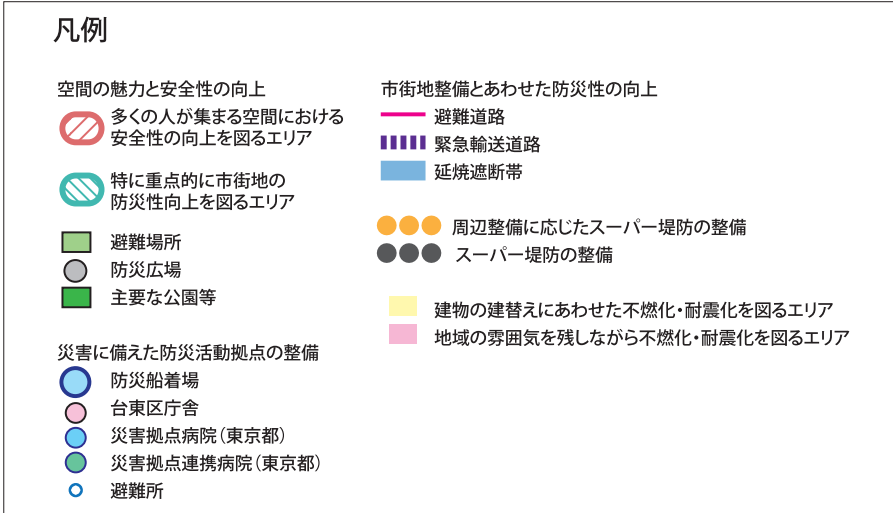 凡例
空間の魅力と安全性の向上
多くの人が集まる空間における
安全性の向上を図るエリア
特に重点的に市街地の
防災性向上を図るエリア
避難場所
防災広場
主要な公園等
災害に備えた防災活動拠点の整備
防災船着場
台東区庁舎
災害拠点病院（東京都）
災害拠点連携病院（東京都）
避難所
市街地整備とあわせた防災性の向上
避難道路
緊急輸送道路
延焼遮断帯
周辺整備に応じたスーパー堤防の整備
スーパー堤防の整備
建物の建替えにあわせた不燃化・耐震化を図るエリア
地域の雰囲気を残しながら不燃化・耐震化を図るエリア